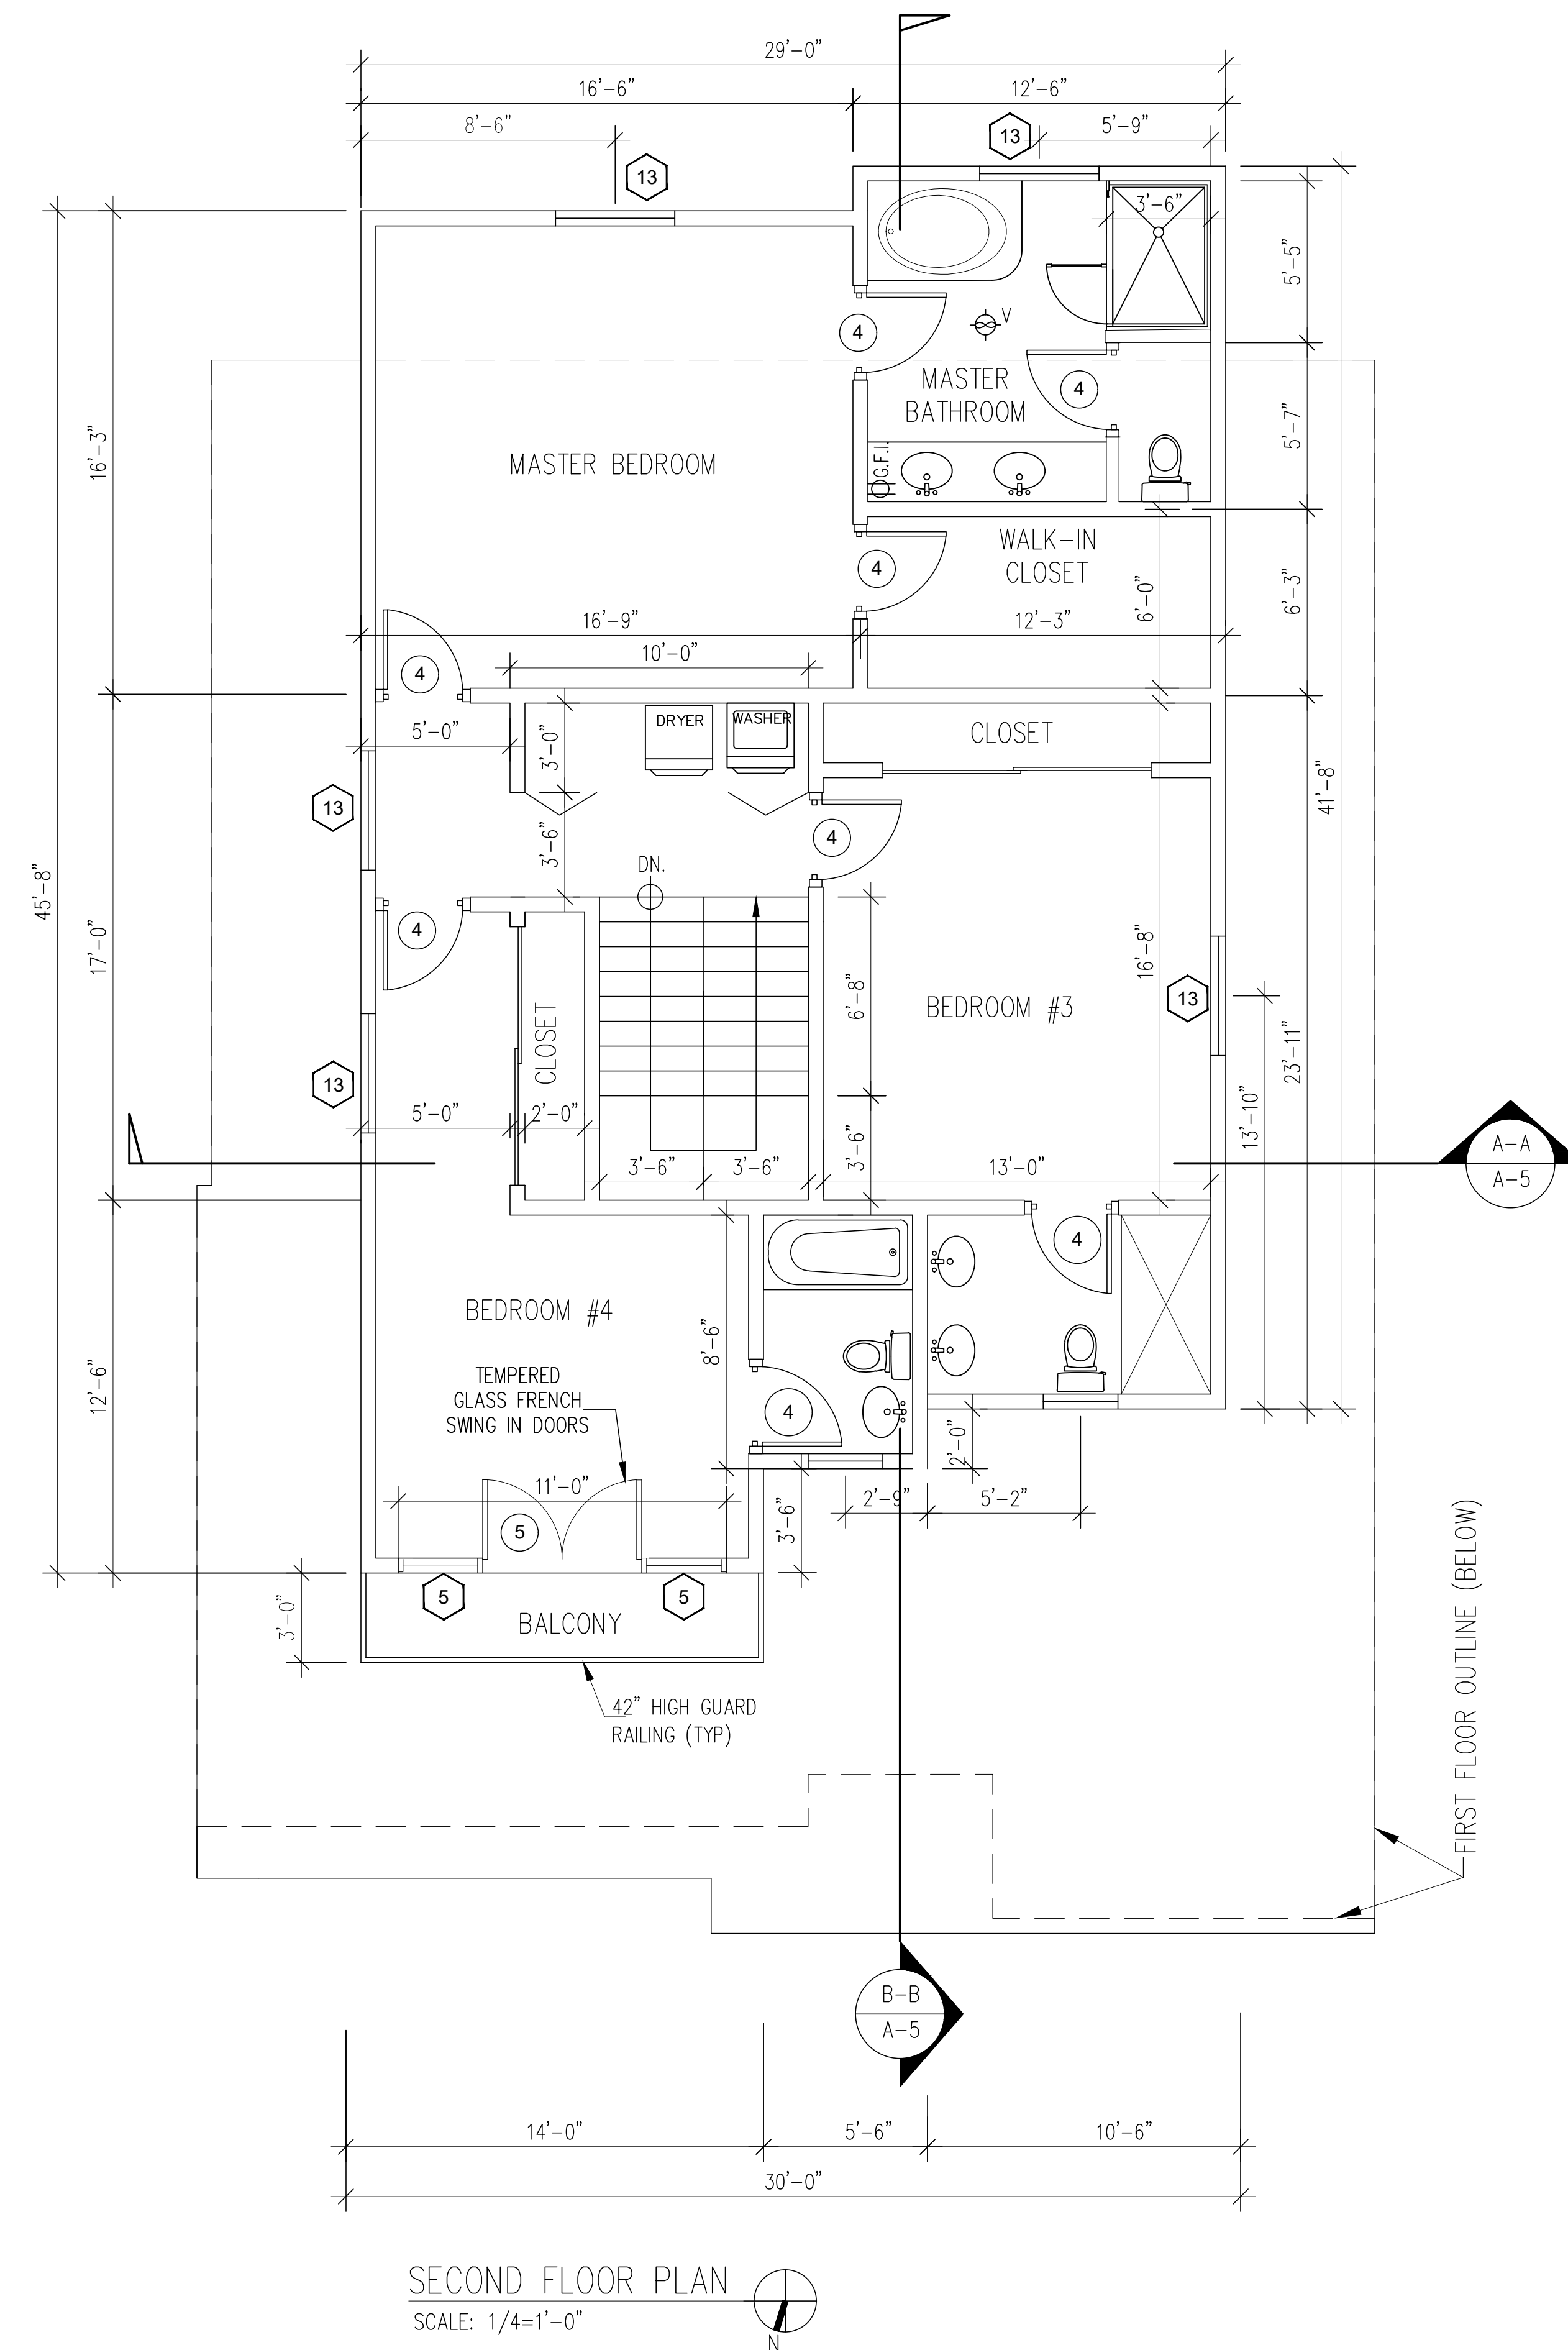 29'-0"
16'-6"
12'-6"
8'-6"
13
5'-9"
13
3'-6"
5'-5"
4
V
MASTER
BATHROOM
4
5'-7"
16'-3"
MASTER BEDROOM
G.F.I.
WALK-IN
CLOSET
4
6'-0"
6'-3"
16'-9"
12'-3"
10'-0"
4
5'-0"
3'-0"
DRYER
WASHER
CLOSET
41'-8"
13
3'-6"
4
DN.
45'-8"
17'-0"
4
CLOSET
6'-8"
BEDROOM #3
16'-8"
13
23'-11"
13'-10"
13
5'-0"
2'-0"
3'-6"
3'-6"
3'-6"
13'-0"
A-A
A-5
4
BEDROOM #4
8'-6"
12'-6"
TEMPERED
GLASS FRENCH
SWING IN DOORS
4
2'-0"
11'-0"
5
3'-6"
2'-9"
5'-2"
5
5
3'-0"
BALCONY
42" HIGH GUARD
RAILING (TYP)
FIRST FLOOR OUTLINE (BELOW)
B-B
A-5
14'-0"
5'-6"
10'-6"
30'-0"
SECOND FLOOR PLAN
SCALE: 1/4=1'-0"
N